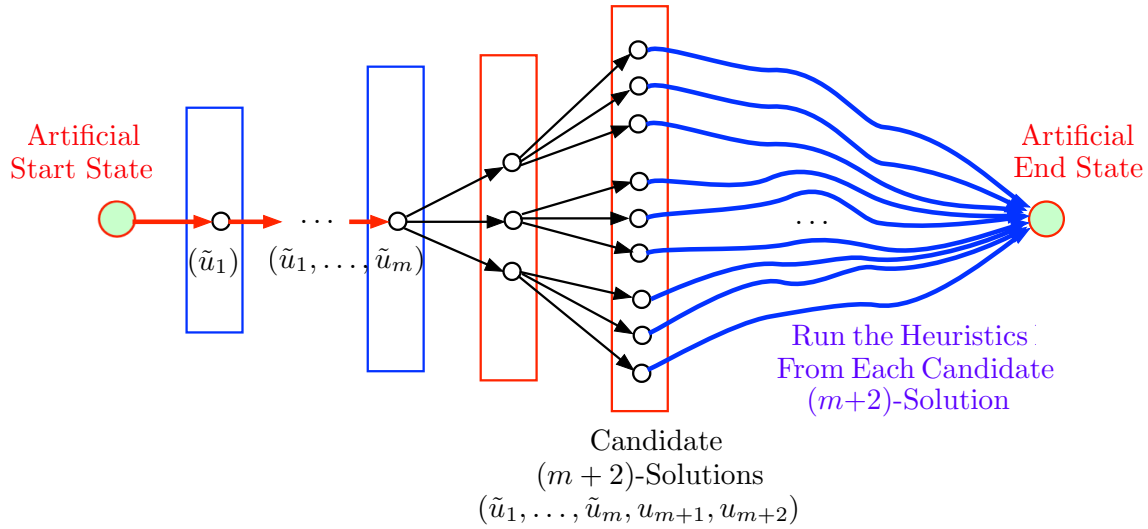 Artificial
Start State
(ũ₁)
· · ·
(ũ₁, . . . , ũₘ)
Artificial
End State
· · ·
Run the Heuristics
From Each Candidate
(m+2)-Solution
Candidate
(m + 2)-Solutions
(ũ₁, . . . , ũₘ, uₘ₊₁, uₘ₊₂)